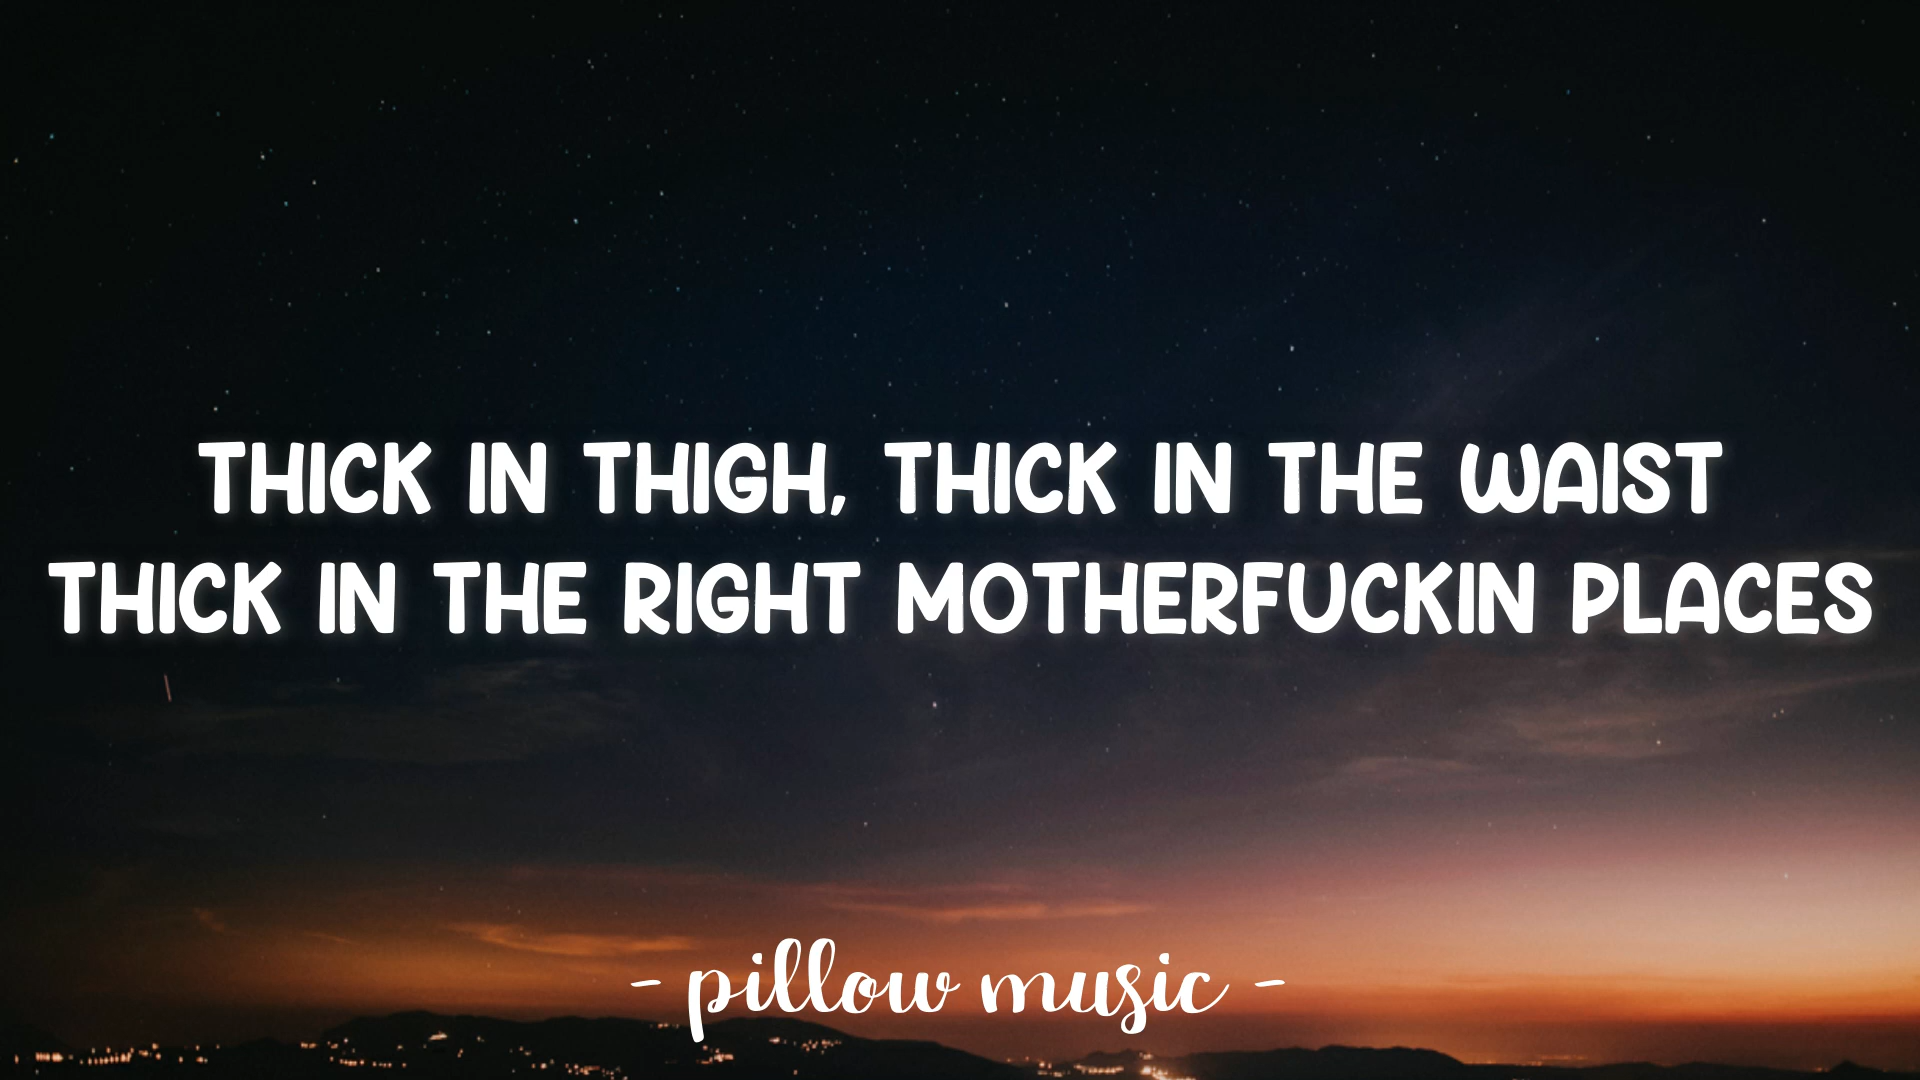 THICK IN THIGH, THICK IN THE WAIST
THICK IN THE RIGHT MOTHERFUCKIN PLACES
- pillow music -